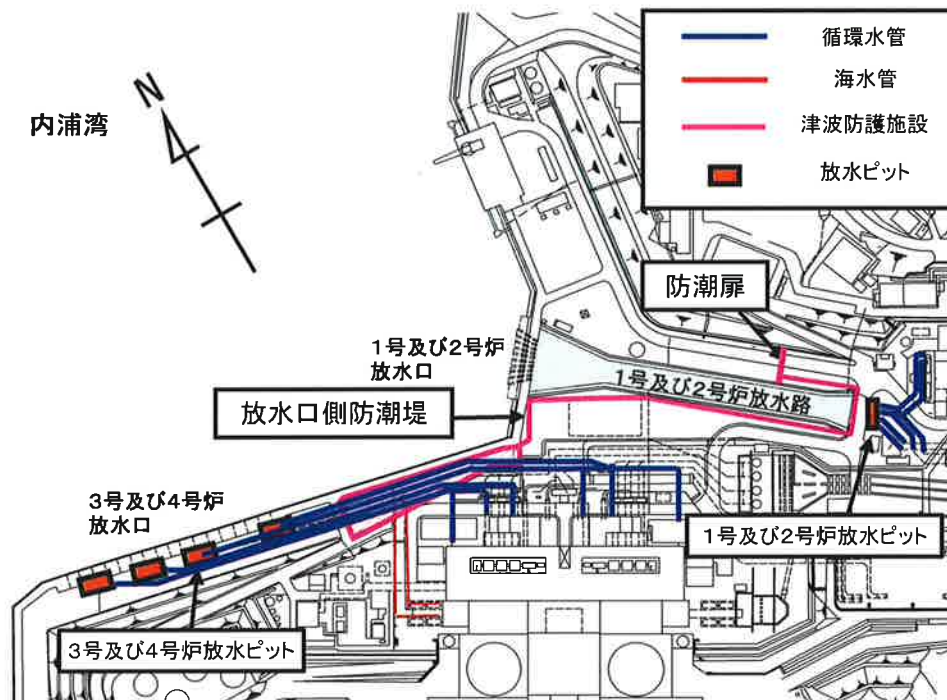 循環水管
海水管
津波防護施設
放水ピット
N
内浦湾
防潮扉
1号及び2号炉
放水口
1号及び2号炉放水路
放水口側防潮堤
3号及び4号炉
放水口
1号及び2号炉放水ピット
3号及び4号炉放水ピット